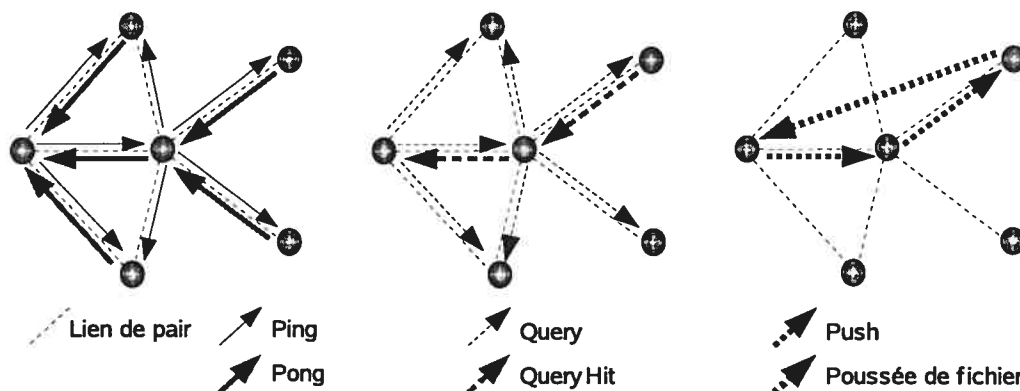 Lien de pair
Ping
Pong
Query
Query Hit
Push
Poussée de fichier